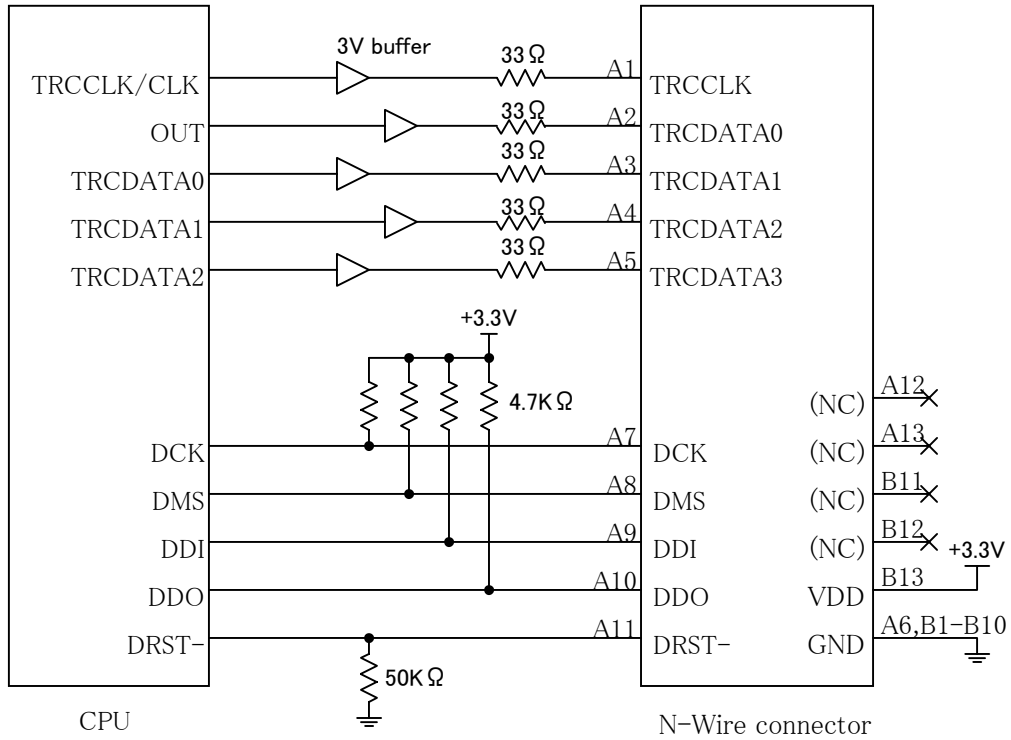 3V buffer
33Ω
TRCCLK/CLK
A1
TRCCLK
33Ω
OUT
A2
TRCDATA0
33Ω
TRCDATA0
A3
TRCDATA1
33Ω
TRCDATA1
A4
TRCDATA2
33Ω
TRCDATA2
A5
TRCDATA3
+3.3V
4.7KΩ
(NC)
A12
DCK
A7
DCK
(NC)
A13
DMS
A8
DMS
(NC)
B11
DDI
A9
DDI
(NC)
B12
+3.3V
DDO
A10
DDO
VDD
B13
DRST-
A11
DRST-
GND
A6,B1-B10
50KΩ
CPU
N-Wire connector